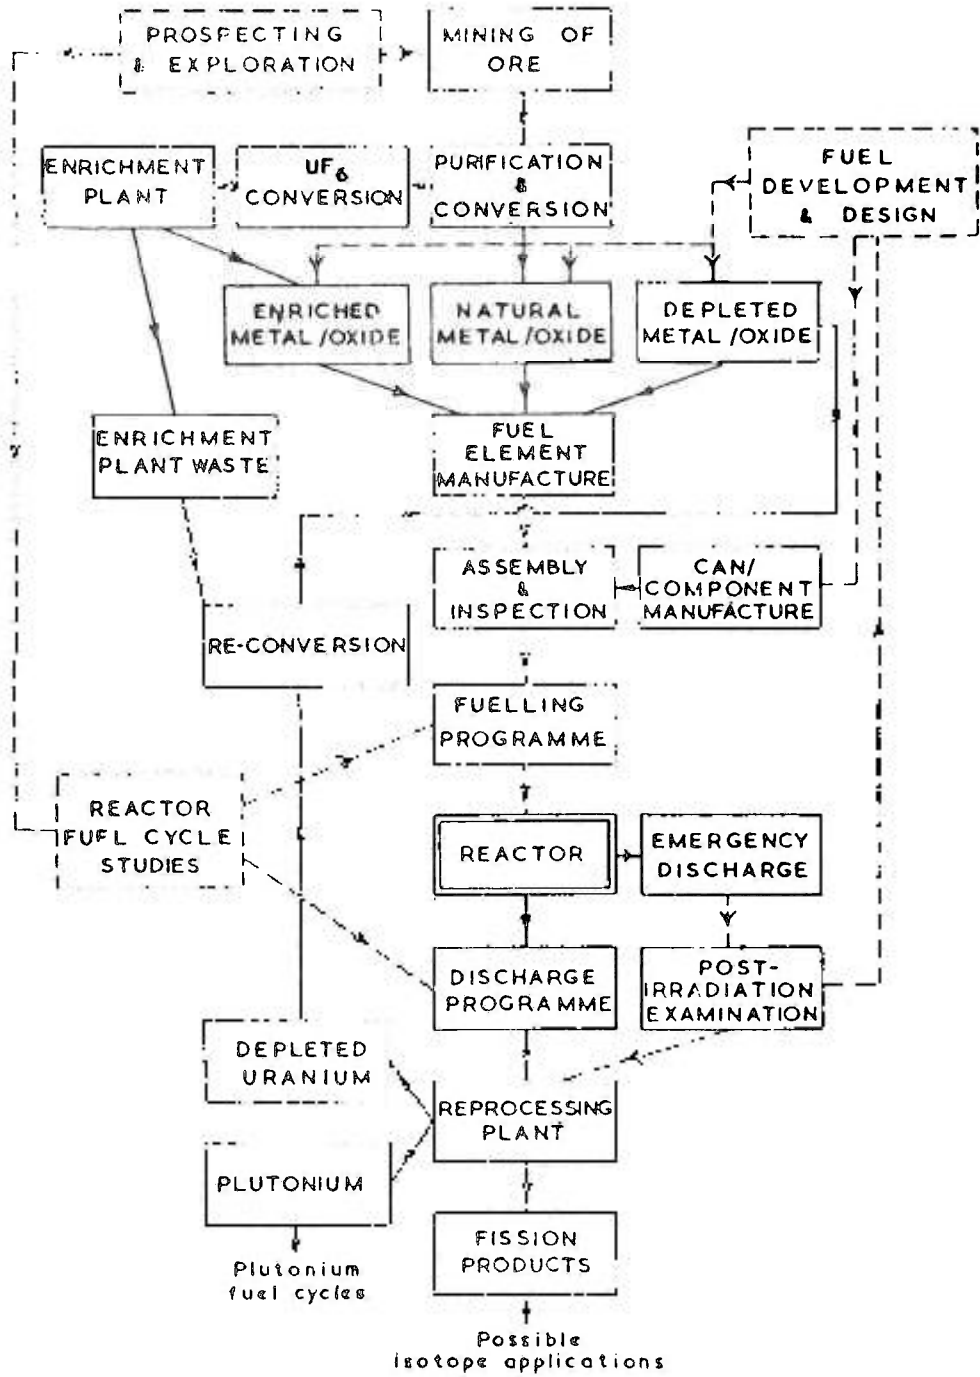 PROSPECTING
& EXPLORATION
MINING OF
ORE
ENRICHMENT
PLANT
UF6
CONVERSION
PURIFICATION
&
CONVERSION
FUEL
DEVELOPMENT
& DESIGN
ENRICHED
METAL/OXIDE
NATURAL
METAL/OXIDE
DEPLETED
METAL/OXIDE
ENRICHMENT
PLANT WASTE
FUEL
ELEMENT
MANUFACTURE
ASSEMBLY
&
INSPECTION
CAN/
COMPONENT
MANUFACTURE
RE-CONVERSION
FUELLING
PROGRAMME
REACTOR
FUEL CYCLE
STUDIES
REACTOR
EMERGENCY
DISCHARGE
DISCHARGE
PROGRAMME
POST-
IRRADIATION
EXAMINATION
DEPLETED
URANIUM
REPROCESSING
PLANT
PLUTONIUM
FISSION
PRODUCTS
Plutonium
fuel cycles
Possible
isotope applications